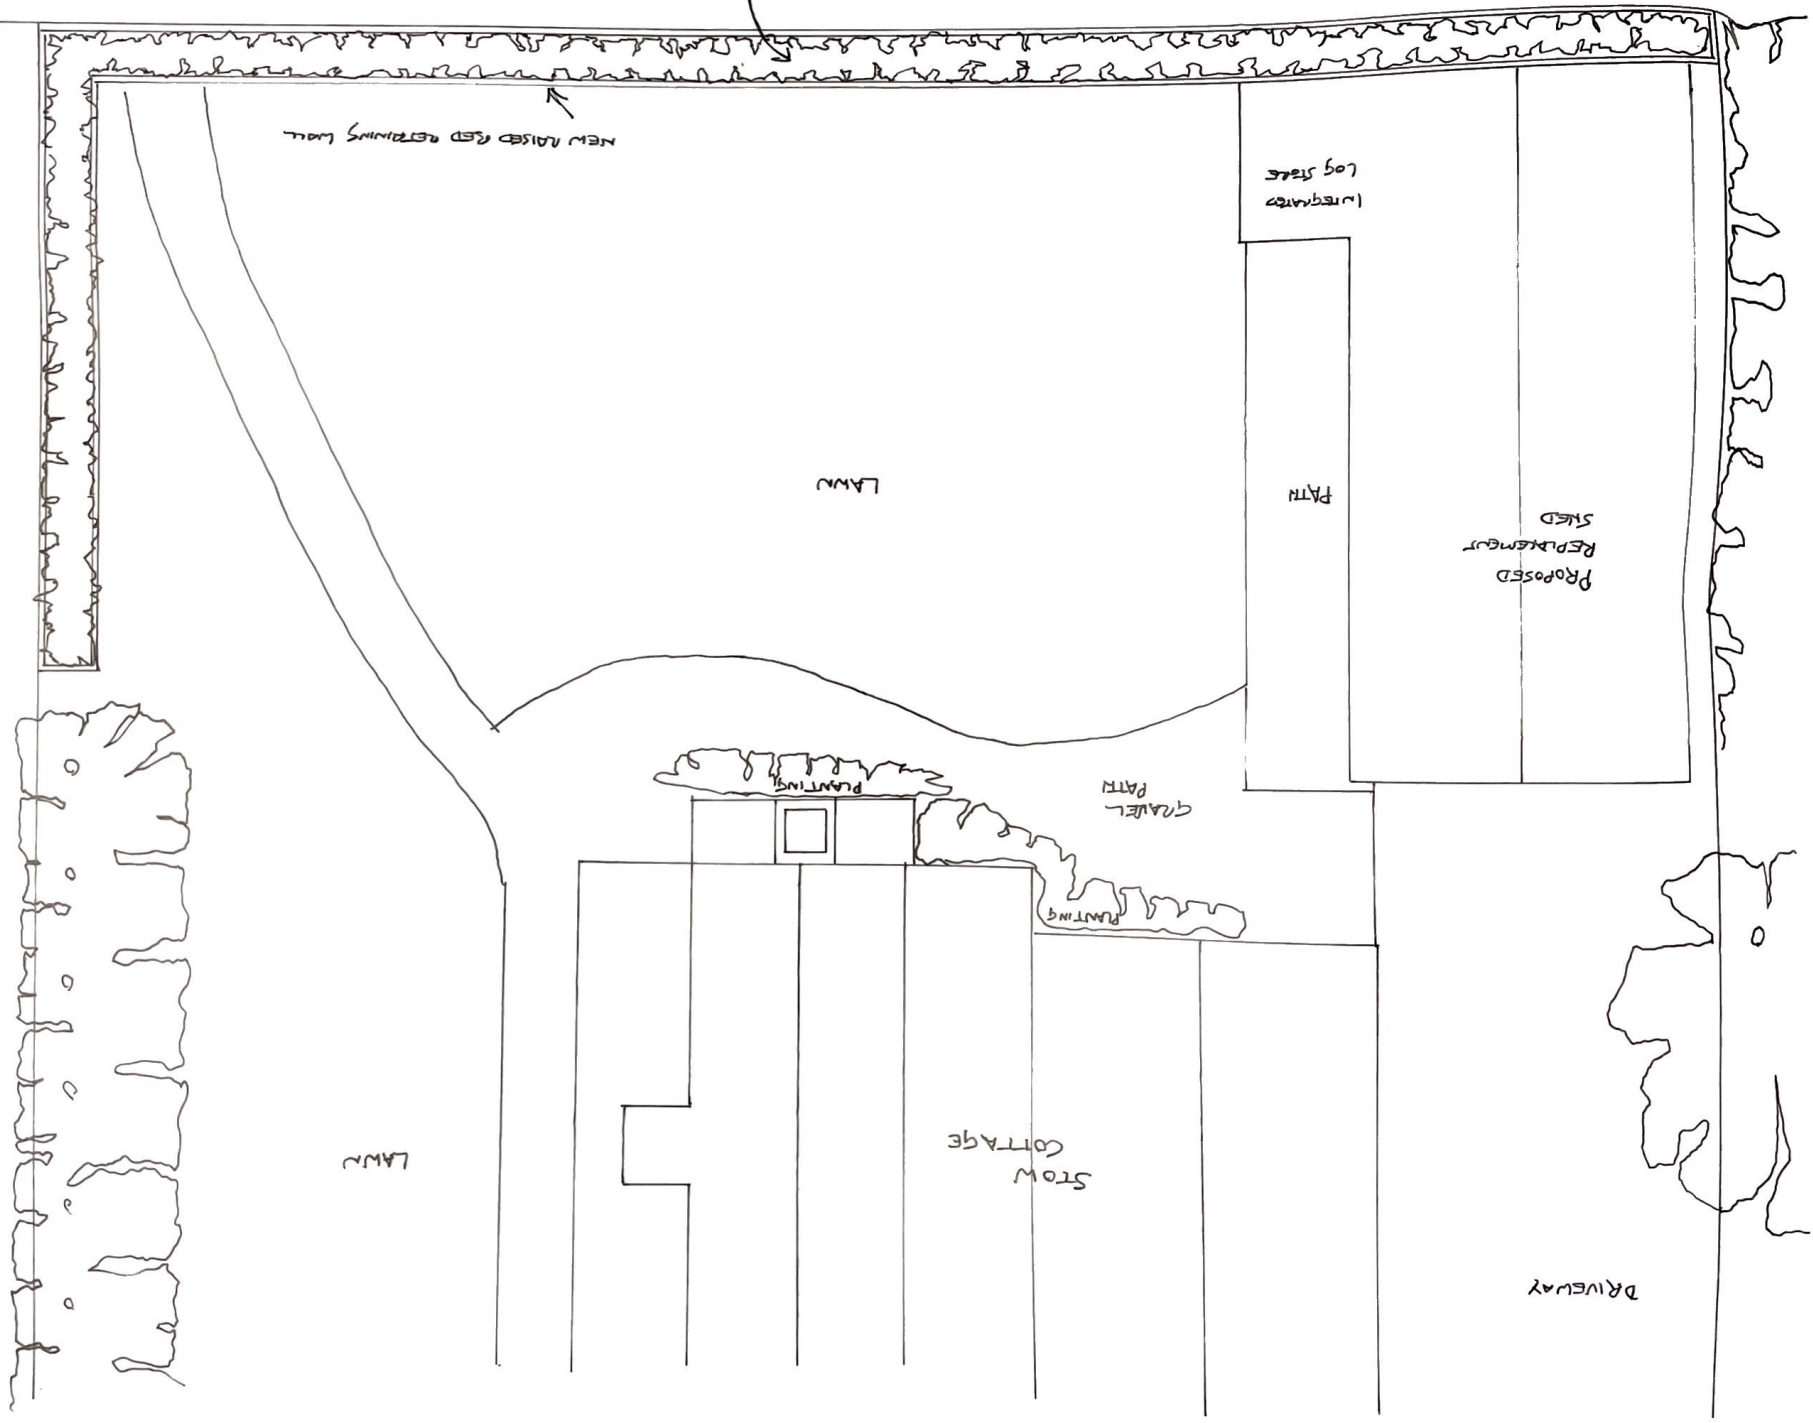 DRIVEWAY
STOW
COTTAGE
LAWN
PLANTING
GRAVEL
PATH
PLANTING
PROPOSED
REPLACEMENT
SHED
PATH
LAWN
INTEGRATED
LOG STORE
NEW RAISED BED RETAINING WALL